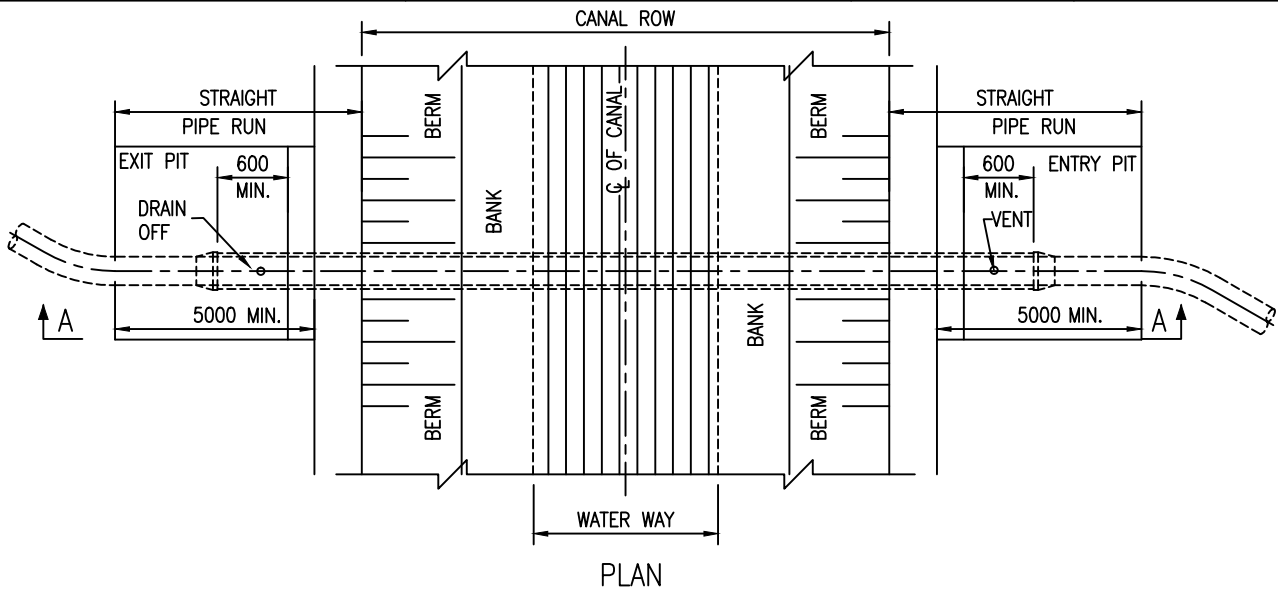 CANAL ROW
STRAIGHT
PIPE RUN
STRAIGHT
PIPE RUN
BERM
BERM
℄ OF CANAL
EXIT PIT
600
MIN.
600
MIN.
ENTRY PIT
DRAIN
OFF
BANK
VENT
A
5000 MIN.
BANK
5000 MIN.
A
BERM
BERM
WATER WAY
PLAN